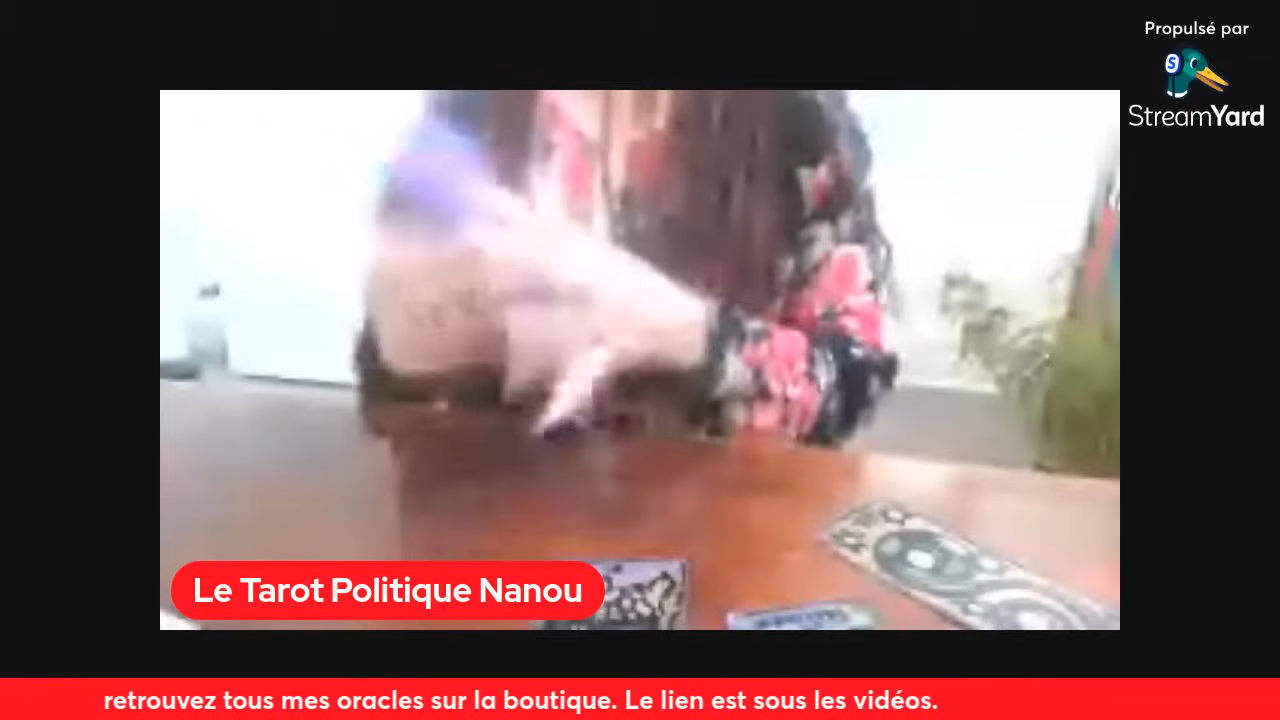 Propulsé par
StreamYard
Le Tarot Politique Nanou
retrouvez tous mes oracles sur la boutique. Le lien est sous les vidéos.